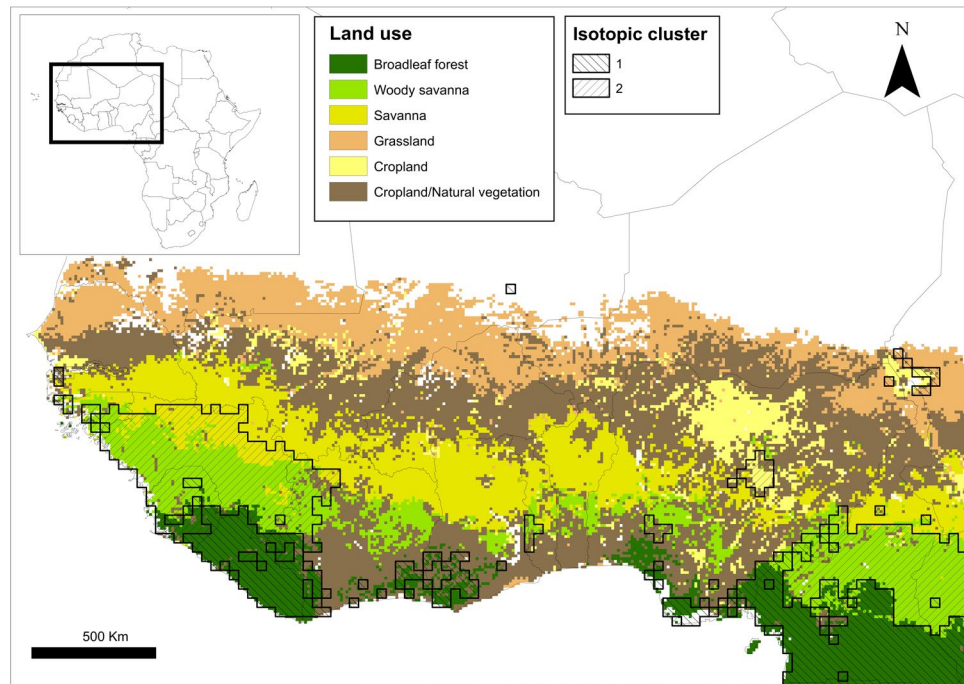 Land use
Broadleaf forest
Woody savanna
Savanna
Grassland
Cropland
Cropland/Natural vegetation
Isotopic cluster
1
2
N
500 Km